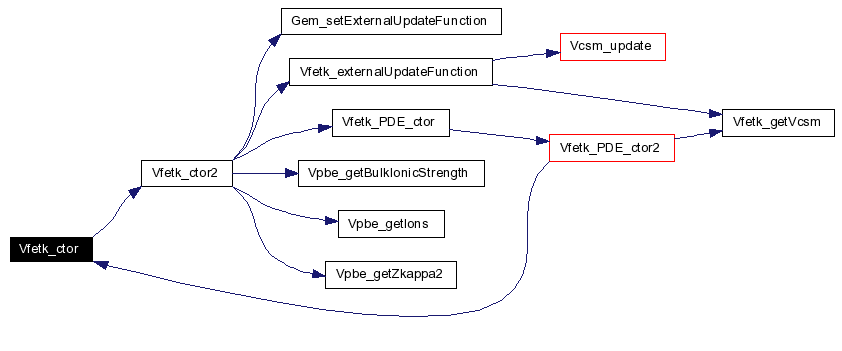 Gem_setExternalUpdateFunction
Vcsm_update
Vfetk_externalUpdateFunction
Vfetk_PDE_ctor
Vfetk_getVcsm
Vfetk_PDE_ctor2
Vfetk_ctor2
Vpbe_getBulkIonicStrength
Vpbe_getIons
Vfetk_ctor
Vpbe_getZkappa2